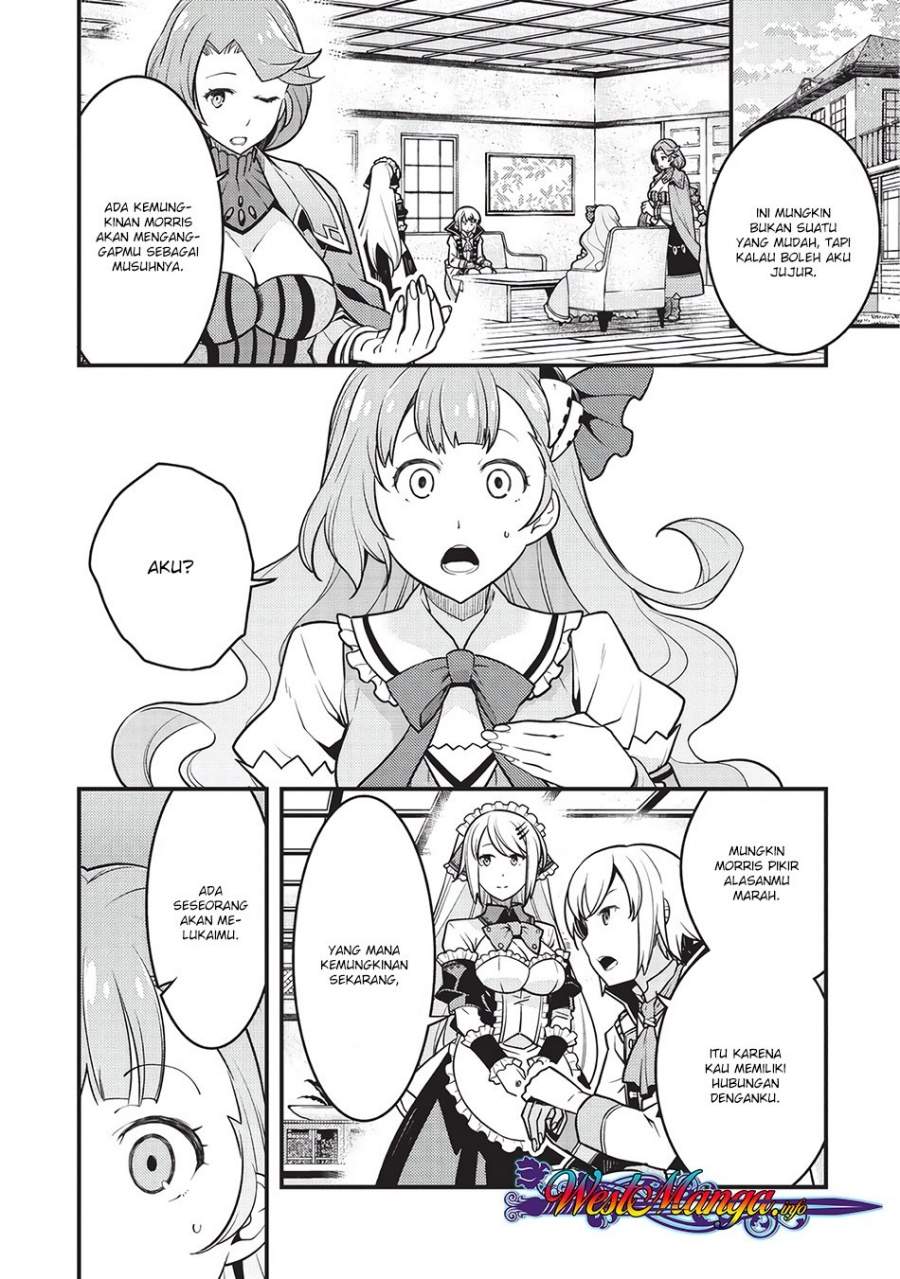 INI MUNGKIN
BUKAN SUATU
YANG MUDAH, TAPI
KALAU BOLEH AKU
JUJUR.
ADA KEMUNG-
KINAN MORRIS
AKAN MENGANG-
GAPMU SEBAGAI
MUSUHNYA.
AKU?
MUNGKIN
MORRIS PIKIR
ALASANMU
MARAH.
ITU KARENA
KAU MEMILIKI
HUBUNGAN
DENGANKU.
YANG MANA
KEMUNGKINAN
SEKARANG,
ADA
SESEORANG
AKAN ME-
LUKAIMU.
WestManga.info